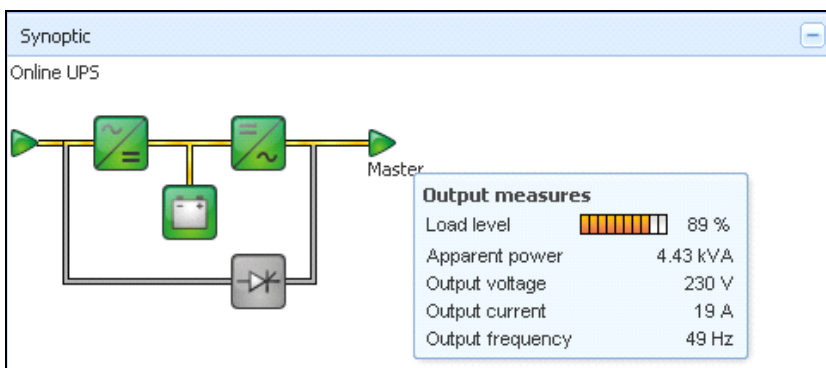 Synoptic
Online UPS
Master
Output measures
Load level 89 %
Apparent power 4.43 kVA
Output voltage 230 V
Output current 19 A
Output frequency 49 Hz